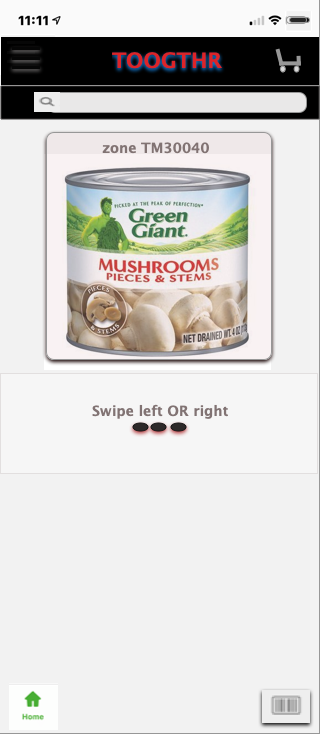 11:11
TOOGTHR
zone TM30040
PICKED AT THE PEAK OF PERFECTION®
Green
Giant®
MUSHROOMS
PIECES & STEMS
PIECES
& STEMS
NET DRAINED WT. 4 OZ
Swipe left OR right
Home